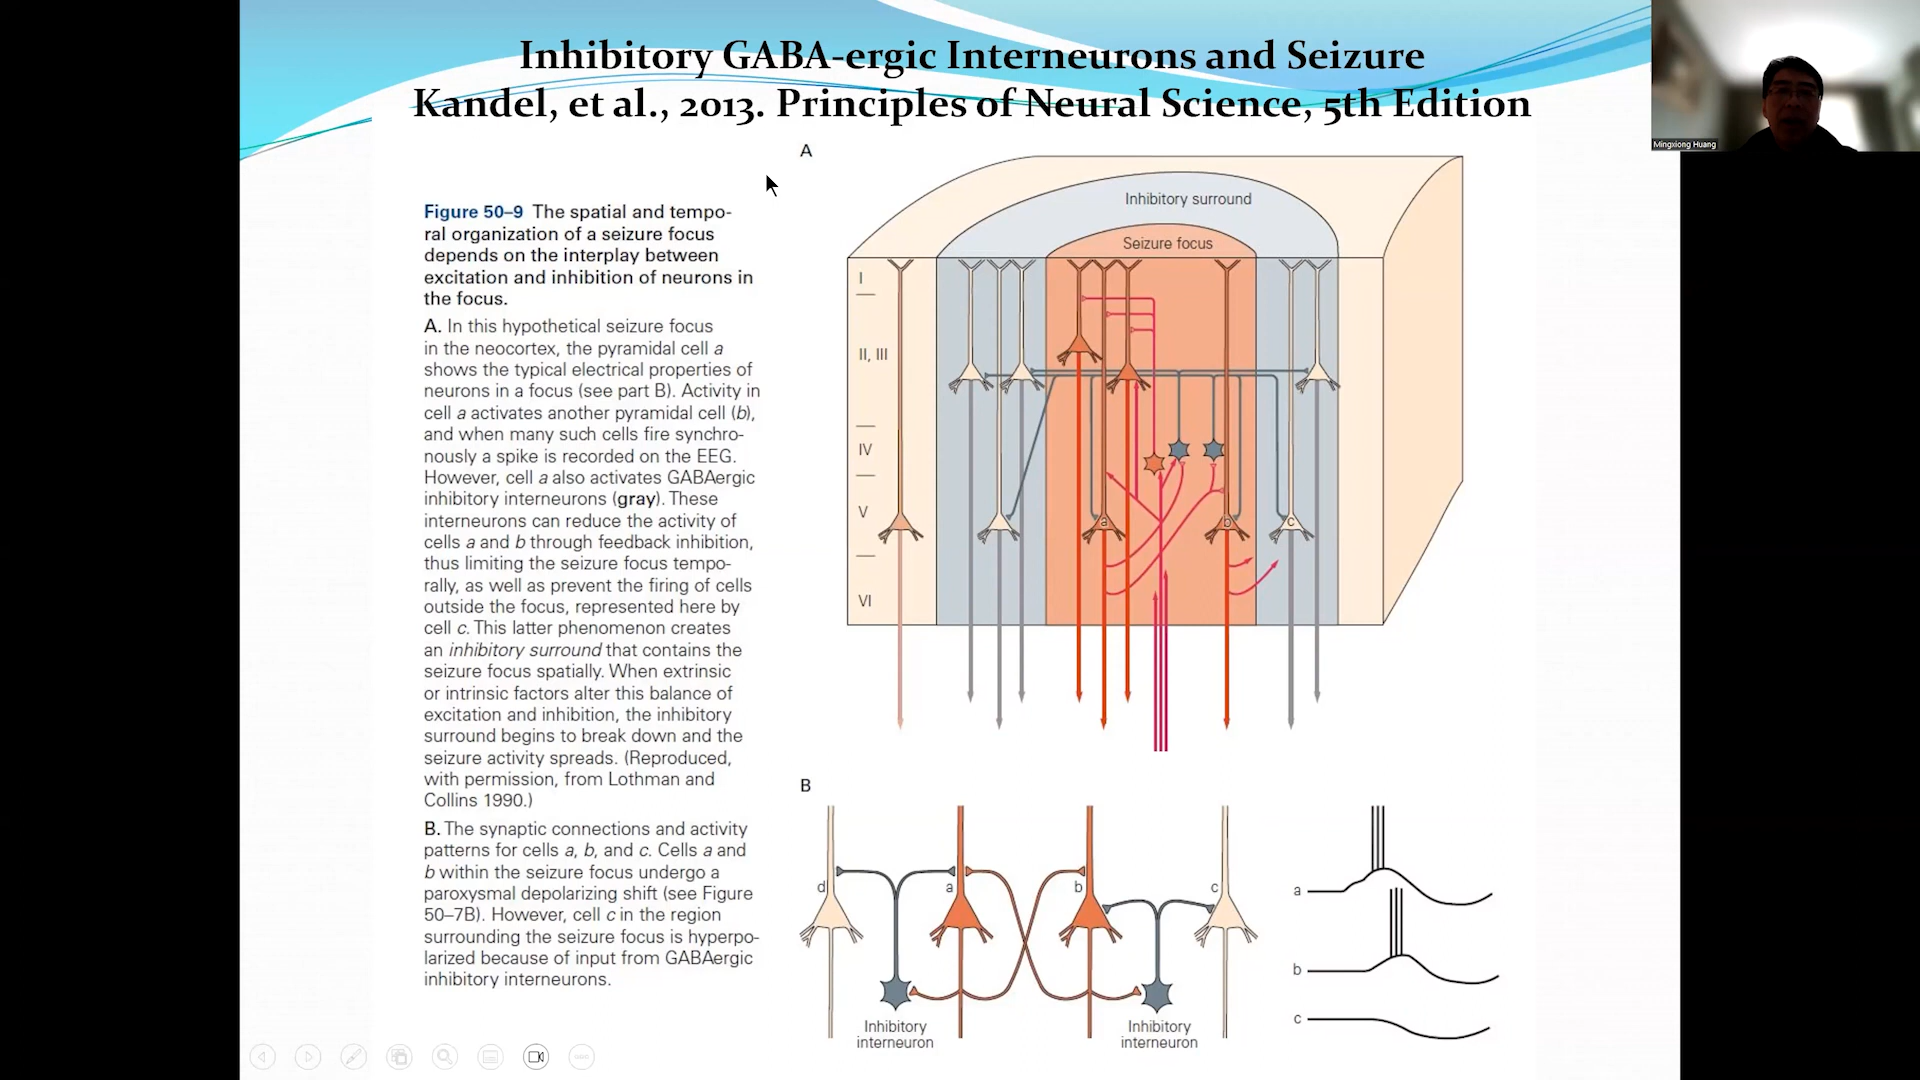 Inhibitory GABA-ergic Interneurons and Seizure
Kandel, et al., 2013. Principles of Neural Science, 5th Edition
Mingxiong Huang
Figure 50–9 The spatial and tempo-
ral organization of a seizure focus
depends on the interplay between
excitation and inhibition of neurons in
the focus.
A. In this hypothetical seizure focus
in the neocortex, the pyramidal cell a
shows the typical electrical properties of
neurons in a focus (see part B). Activity in
cell a activates another pyramidal cell (b),
and when many such cells fire synchro-
nously a spike is recorded on the EEG.
However, cell a also activates GABAergic
inhibitory interneurons (gray). These
interneurons can reduce the activity of
cells a and b through feedback inhibition,
thus limiting the seizure focus tempo-
rally, as well as prevent the firing of cells
outside the focus, represented here by
cell c. This latter phenomenon creates
an inhibitory surround that contains the
seizure focus spatially. When extrinsic
or intrinsic factors alter this balance of
excitation and inhibition, the inhibitory
surround begins to break down and the
seizure activity spreads. (Reproduced,
with permission, from Lothman and
Collins 1990.)
B. The synaptic connections and activity
patterns for cells a, b, and c. Cells a and
b within the seizure focus undergo a
paroxysmal depolarizing shift (see Figure
50–7B). However, cell c in the region
surrounding the seizure focus is hyperpo-
larized because of input from GABAergic
inhibitory interneurons.
A
Inhibitory surround
Seizure focus
I
II, III
IV
V
a
b
c
VI
B
d
a
b
c
Inhibitory
interneuron
Inhibitory
interneuron
a
b
c